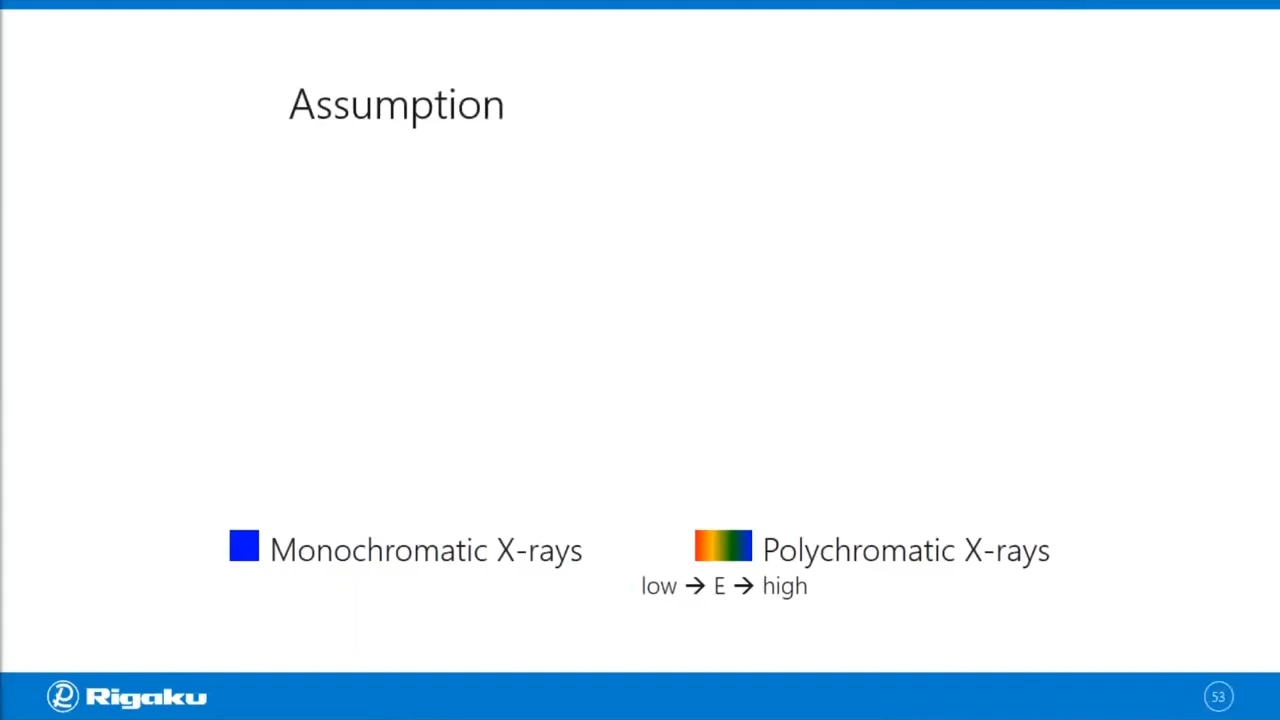 Assumption
Monochromatic X-rays
Polychromatic X-rays
low → E → high
Rigaku
53